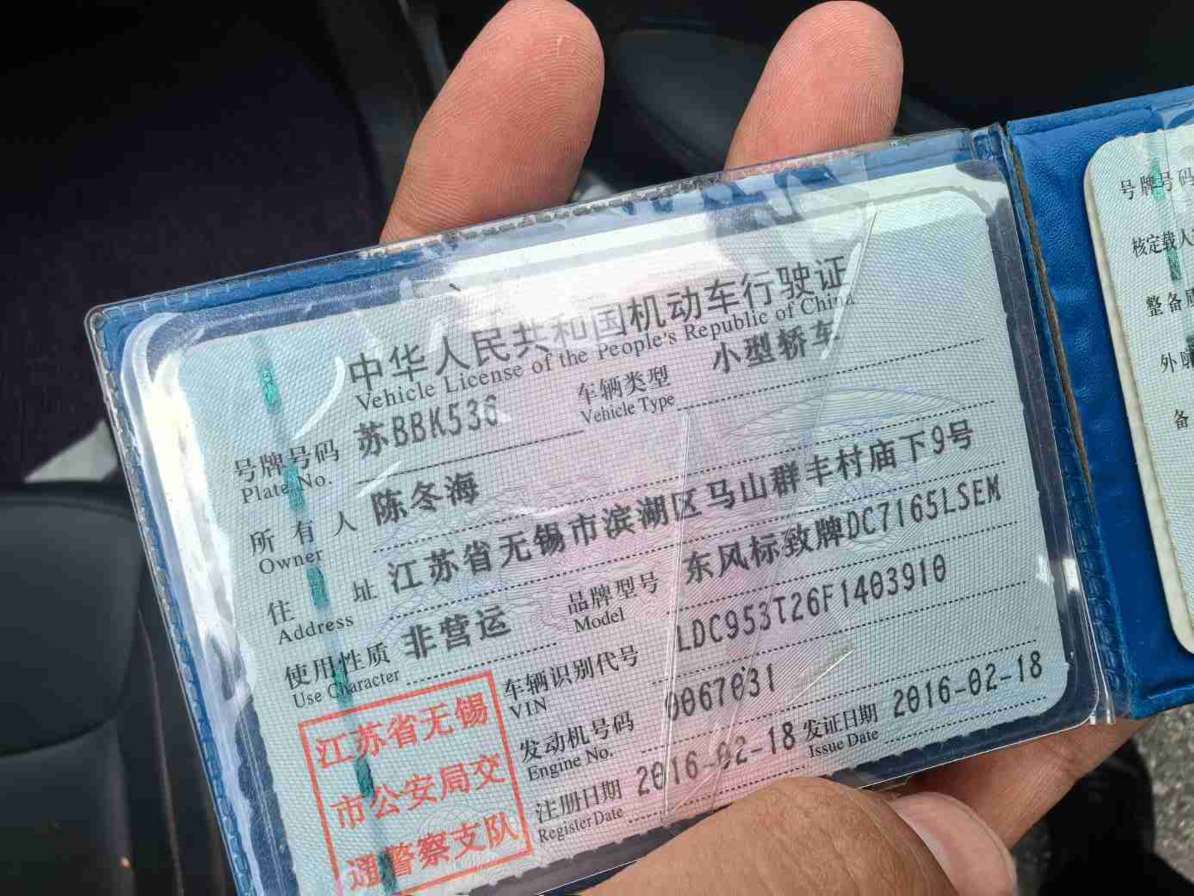 中华人民共和国机动车行驶证
Vehicle License of the People's Republic of China
号牌号码 苏BBK536 车辆类型 小型轿车
Plate No. Vehicle Type
所有人 陈冬海
Owner
住址 江苏省无锡市滨湖区马山群丰村庙下9号
Address
使用性质 非营运 品牌型号 东风标致牌DC7165LSEM
Use Character Model
车辆识别代号 LDC953T26F1403910
VIN
发动机号码 0067031
Engine No.
注册日期 2016-02-18 发证日期 2016-02-18
Register Date Issue Date
江苏省无锡
市公安局交
通警察支队
号牌号码
核定载人
整备
外廓
备